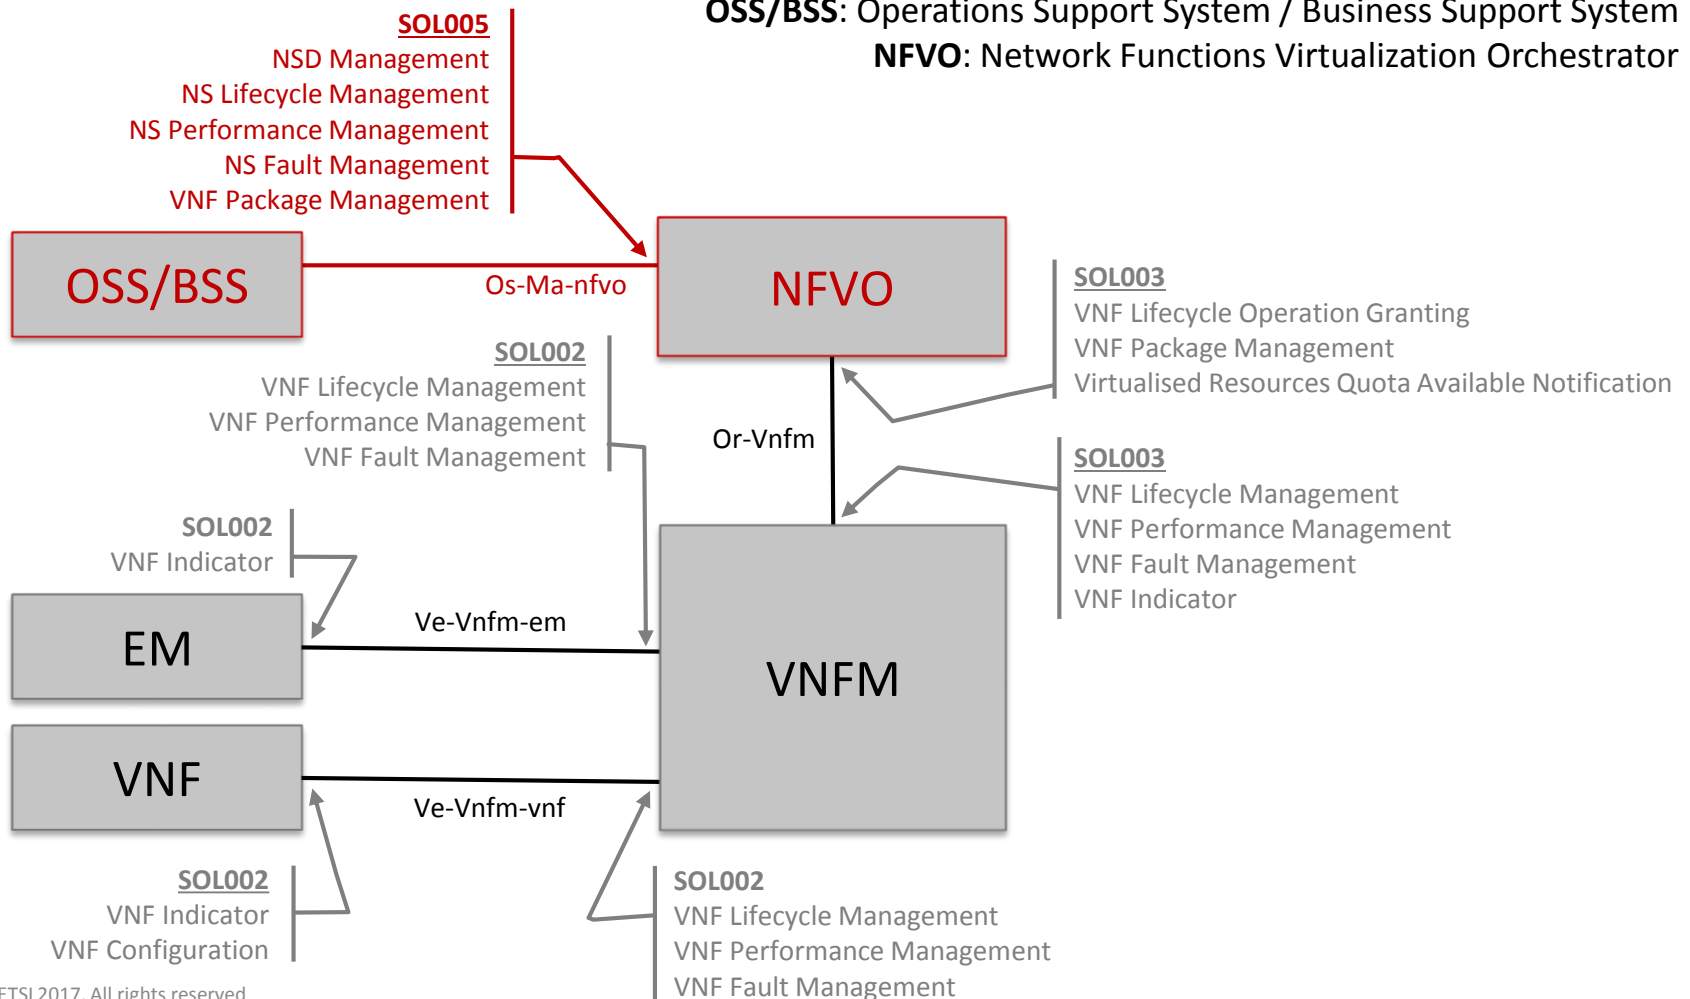 OSS/BSS: Operations Support System / Business Support System
NFVO: Network Functions Virtualization Orchestrator
SOL005
NSD Management
NS Lifecycle Management
NS Performance Management
NS Fault Management
VNF Package Management
OSS/BSS
Os-Ma-nfvo
NFVO
SOL003
VNF Lifecycle Operation Granting
VNF Package Management
Virtualised Resources Quota Available Notification
SOL002
VNF Lifecycle Management
VNF Performance Management
VNF Fault Management
Or-Vnfm
SOL003
VNF Lifecycle Management
VNF Performance Management
VNF Fault Management
VNF Indicator
SOL002
VNF Indicator
EM
Ve-Vnfm-em
VNFM
VNF
Ve-Vnfm-vnf
SOL002
VNF Indicator
VNF Configuration
SOL002
VNF Lifecycle Management
VNF Performance Management
VNF Fault Management
ETSI 2017. All rights reserved